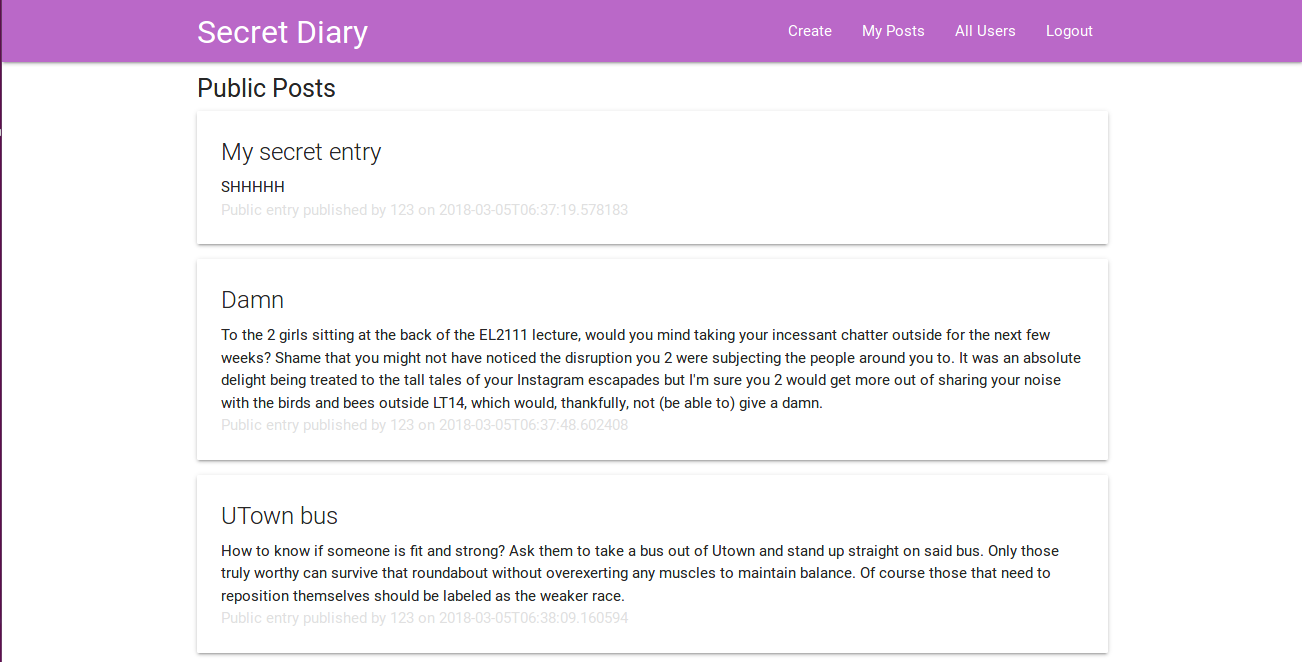 Secret Diary
Create
My Posts
All Users
Logout
Public Posts
My secret entry
SHHHHH
Public entry published by 123 on 2018-03-05T06:37:19.578183
Damn
To the 2 girls sitting at the back of the EL2111 lecture, would you mind taking your incessant chatter outside for the next few
weeks? Shame that you might not have noticed the disruption you 2 were subjecting the people around you to. It was an absolute
delight being treated to the tall tales of your Instagram escapades but I'm sure you 2 would get more out of sharing your noise
with the birds and bees outside LT14, which would, thankfully, not (be able to) give a damn.
Public entry published by 123 on 2018-03-05T06:37:48.602408
UTown bus
How to know if someone is fit and strong? Ask them to take a bus out of Utown and stand up straight on said bus. Only those
truly worthy can survive that roundabout without overexerting any muscles to maintain balance. Of course those that need to
reposition themselves should be labeled as the weaker race.
Public entry published by 123 on 2018-03-05T06:38:09.160594